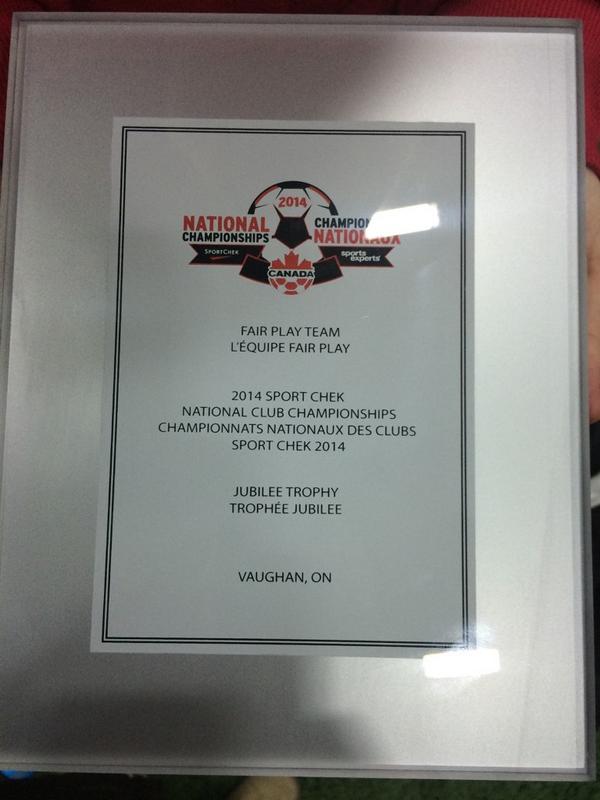 2014
NATIONAL
CHAMPIONSHIPS
NATIONAUX
SPORTCHEK
sports
experts
CANADA
FAIR PLAY TEAM
L'ÉQUIPE FAIR PLAY
2014 SPORT CHEK
NATIONAL CLUB CHAMPIONSHIPS
CHAMPIONNATS NATIONAUX DES CLUBS
SPORT CHEK 2014
JUBILEE TROPHY
TROPHÉE JUBILEE
VAUGHAN, ON